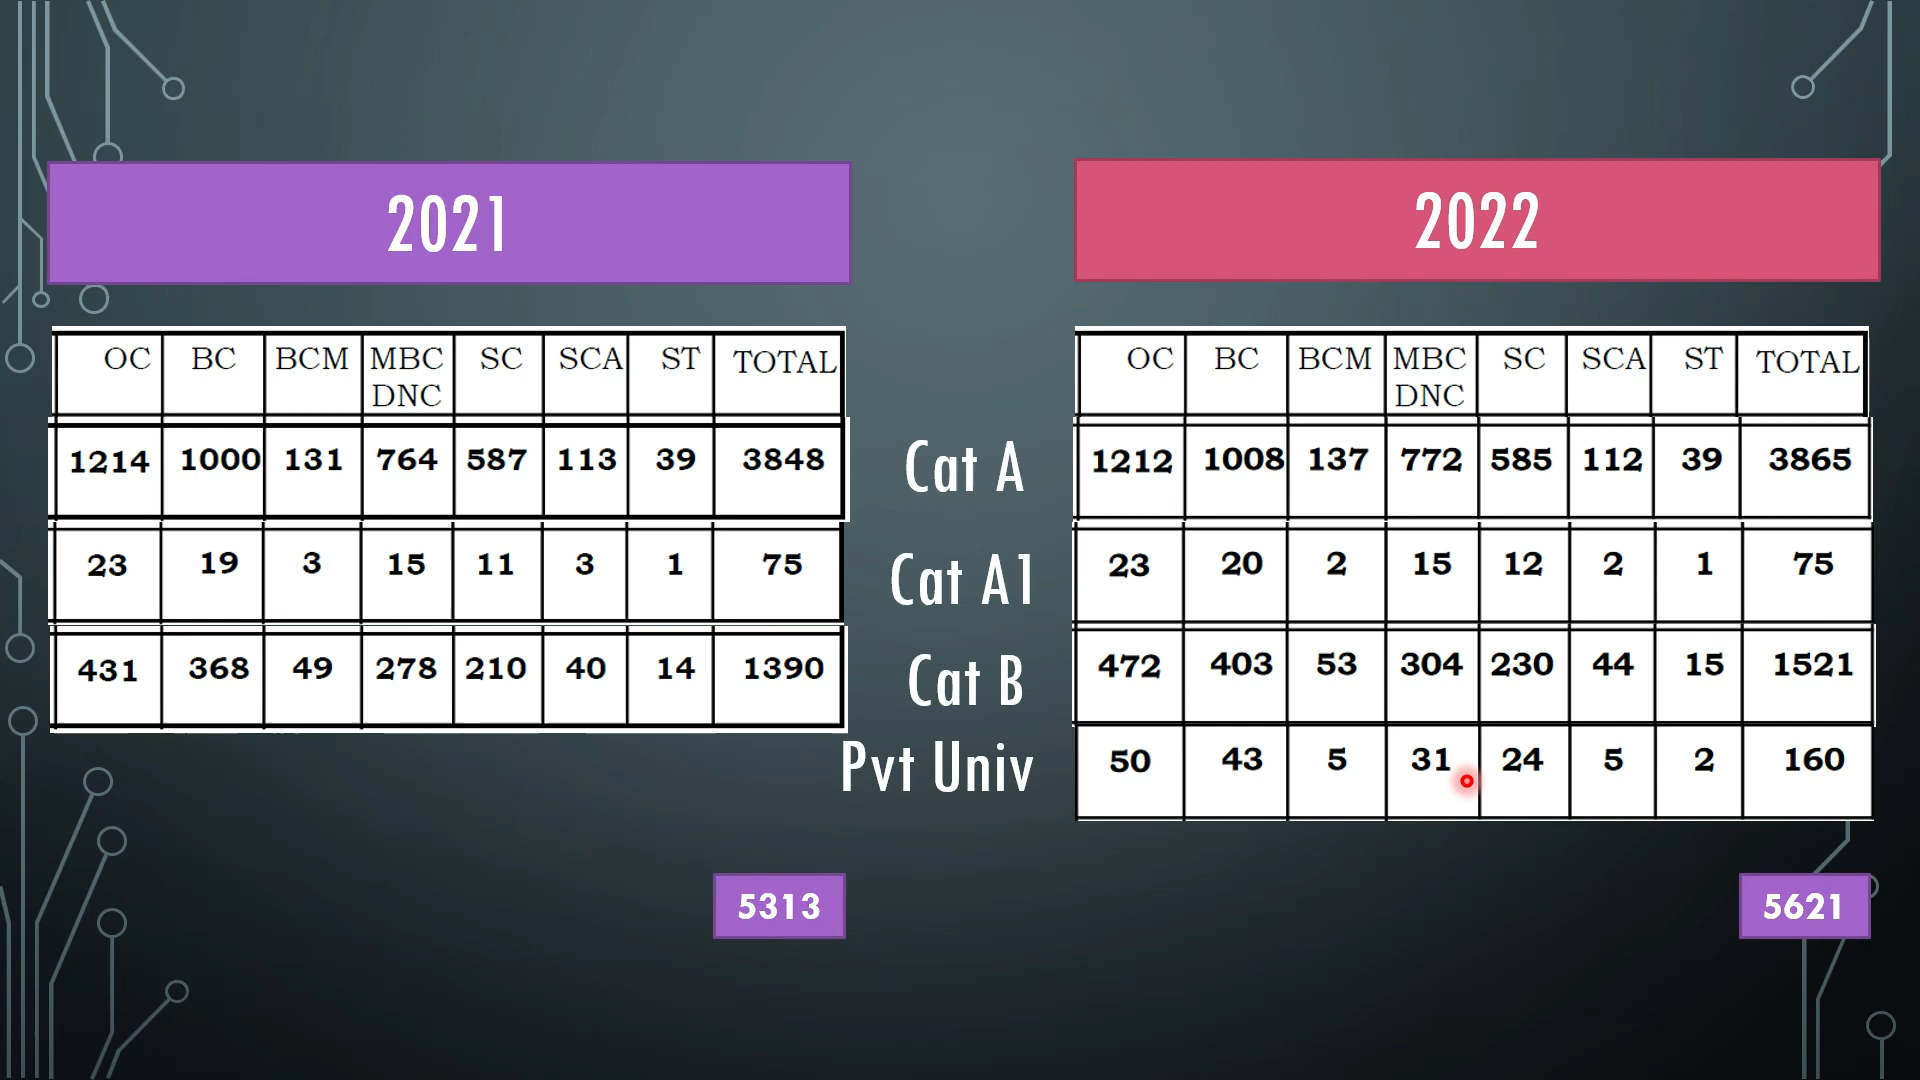 2021
2022
OC BC BCM MBC DNC SC SCA ST TOTAL
1214 1000 131 764 587 113 39 3848
23 19 3 15 11 3 1 75
431 368 49 278 210 40 14 1390
Cat A
Cat A1
Cat B
Pvt Univ
OC BC BCM MBC DNC SC SCA ST TOTAL
1212 1008 137 772 585 112 39 3865
23 20 2 15 12 2 1 75
472 403 53 304 230 44 15 1521
50 43 5 31 24 5 2 160
5313
5621